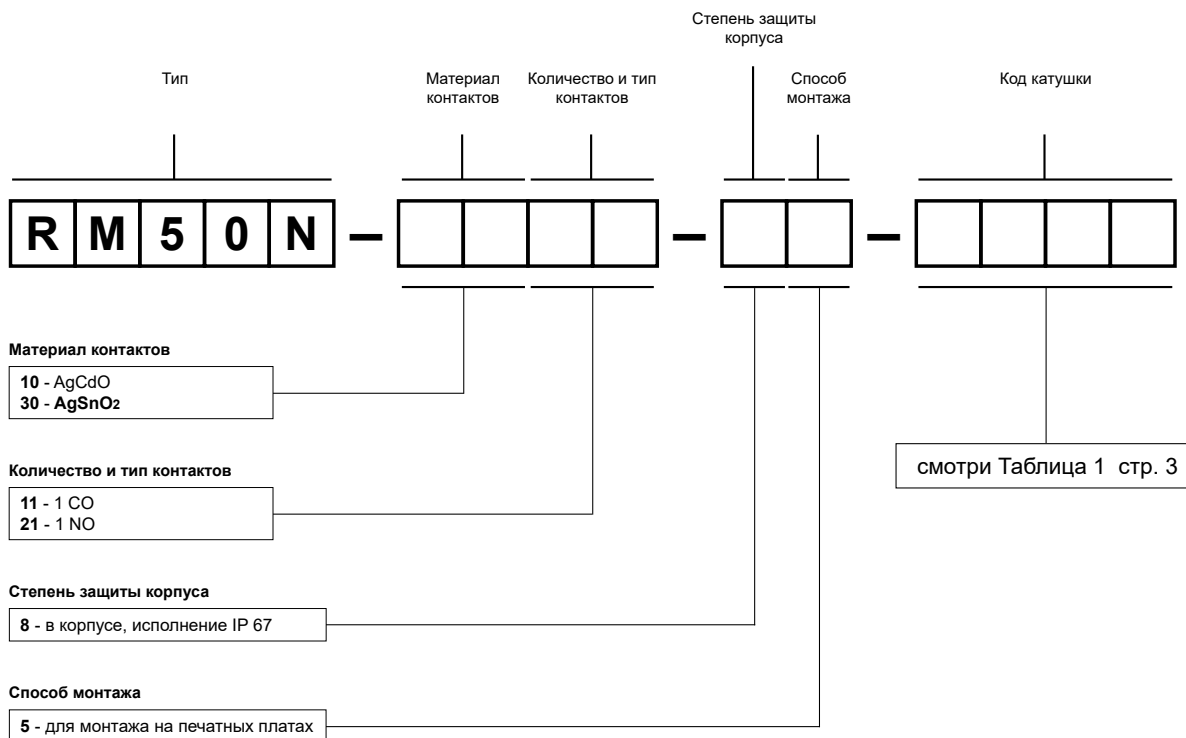 Степень защиты
корпуса
Тип
Материал
контактов
Количество и тип
контактов
Способ
монтажа
Код катушки
RM50N – – –
Материал контактов
10 - AgCdO
30 - AgSnO2
Количество и тип контактов
11 - 1 CO
21 - 1 NO
смотри Таблица 1 стр. 3
Степень защиты корпуса
8 - в корпусе, исполнение IP 67
Способ монтажа
5 - для монтажа на печатных платах